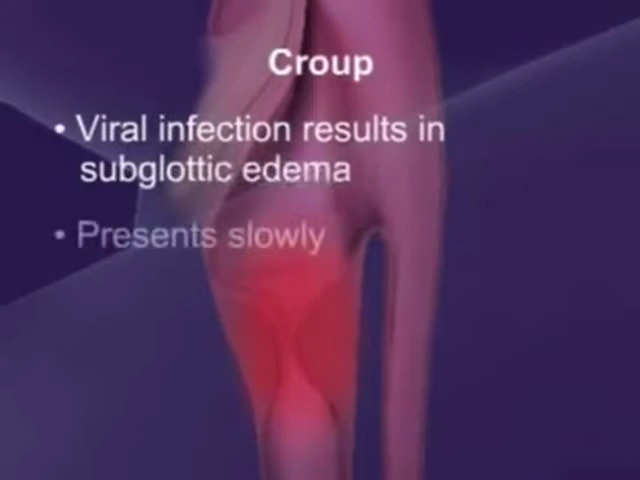 Croup
• Viral infection results in
subglottic edema
• Presents slowly